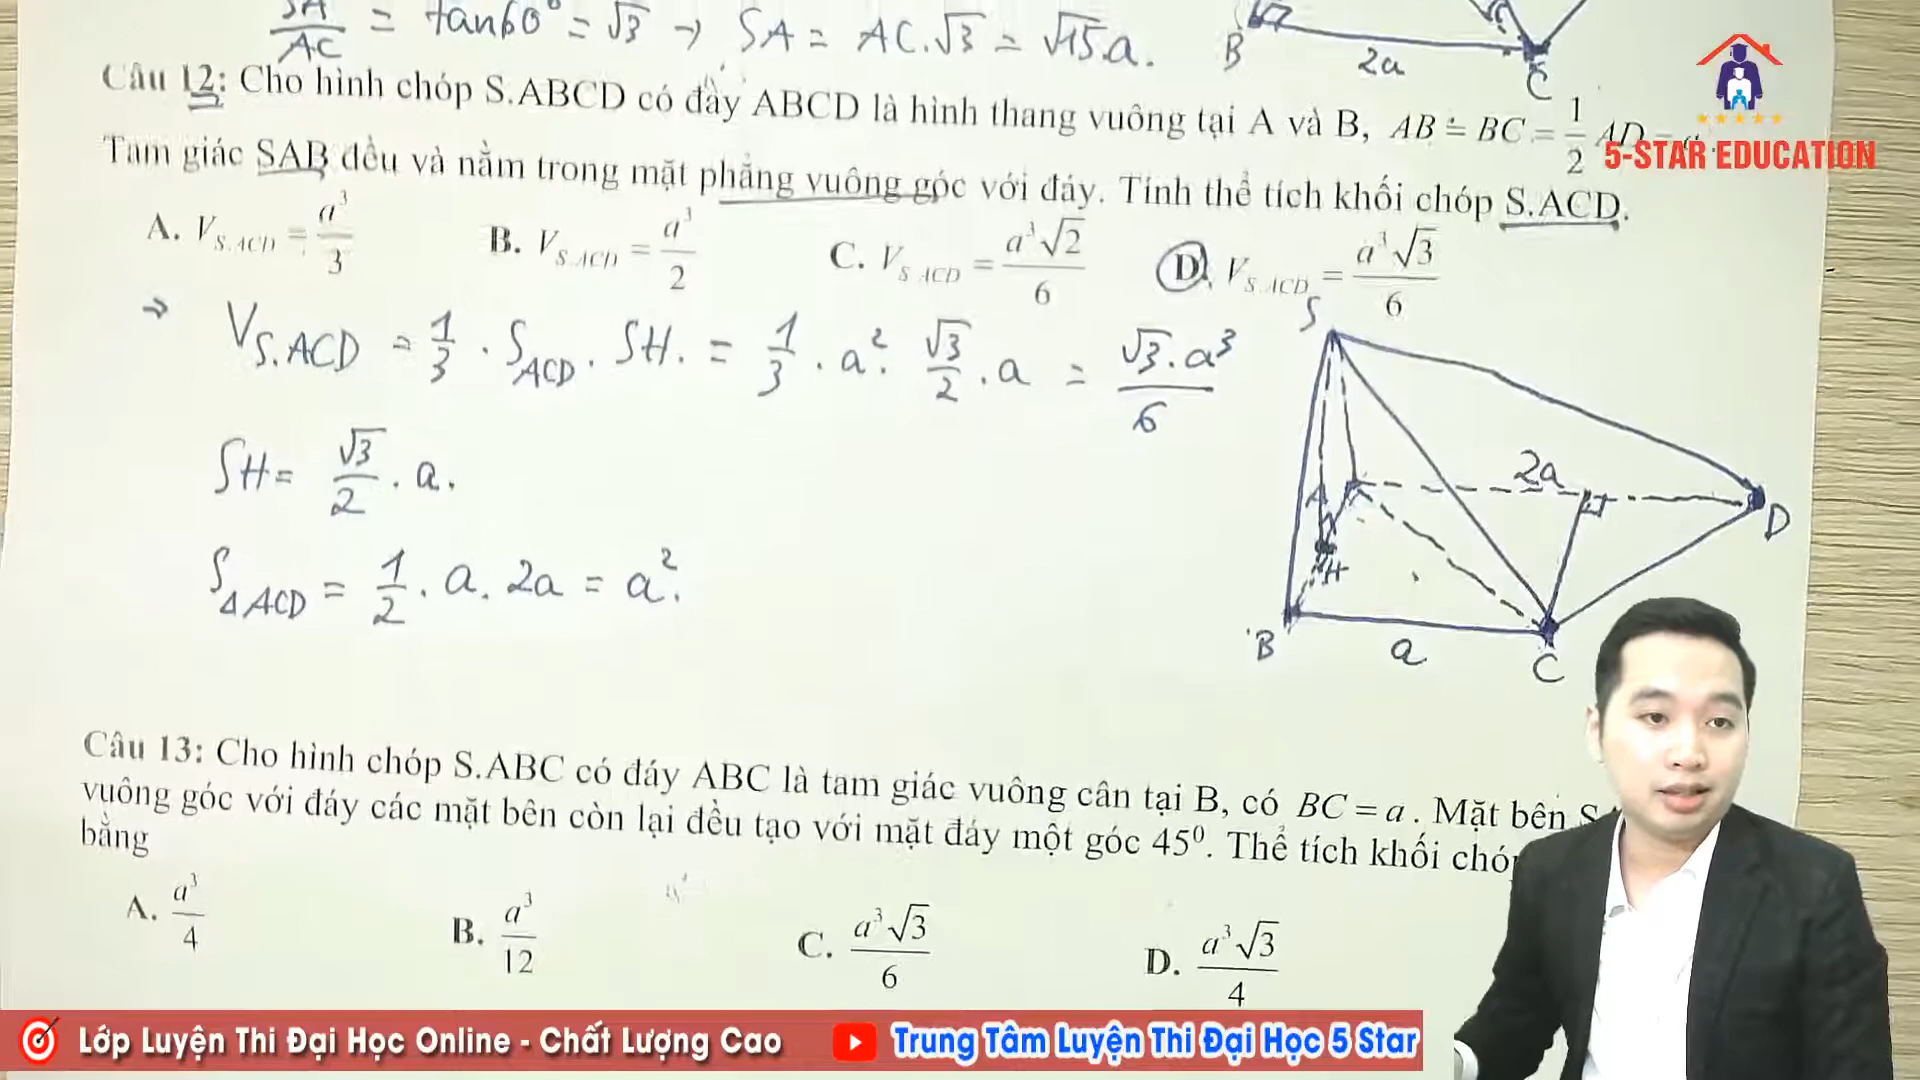 SA/AC = tan60° = √3 → SA = AC.√3 = √15.a.
B 2a C
Câu 12: Cho hình chóp S.ABCD có đáy ABCD là hình thang vuông tại A và B, AB = BC = 1/2 AD
5-STAR EDUCATION
Tam giác SAB đều và nằm trong mặt phẳng vuông góc với đáy. Tính thể tích khối chóp S.ACD.
A. V_S.ACD = a³/3 B. V_S.ACD = a³/2 C. V_S.ACD = a³√2/6 D. V_S.ACD = a³√3/6
⇒ V_S.ACD = 1/3 . S_ACD . SH. = 1/3 . a² . √3/2 . a = √3.a³/6
SH = √3/2 . a.
S_ΔACD = 1/2 . a. 2a = a².
S
2a
A
D
H
B a C
Câu 13: Cho hình chóp S.ABC có đáy ABC là tam giác vuông cân tại B, có BC = a. Mặt bên
vuông góc với đáy các mặt bên còn lại đều tạo với mặt đáy một góc 45⁰. Thể tích khối
bằng
A. a³/4 B. a³/12 C. a³√3/6 D. a³√3/4
Lớp Luyện Thi Đại Học Online - Chất Lượng Cao Trung Tâm Luyện Thi Đại Học 5 Star